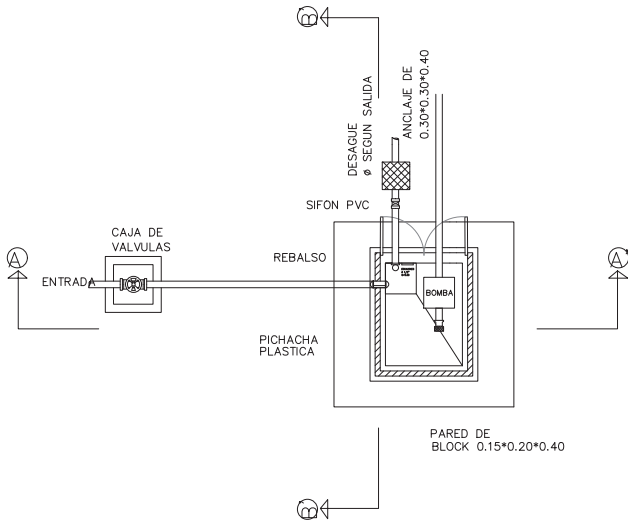 B
DESAGUE
ø SEGUN SALIDA
ANCLAJE DE
0.30*0.30*0.40
SIFON PVC
CAJA DE
VALVULAS
REBALSO
A
A'
ENTRADA
BOMBA
PICHACHA
PLASTICA
PARED DE
BLOCK 0.15*0.20*0.40
B'